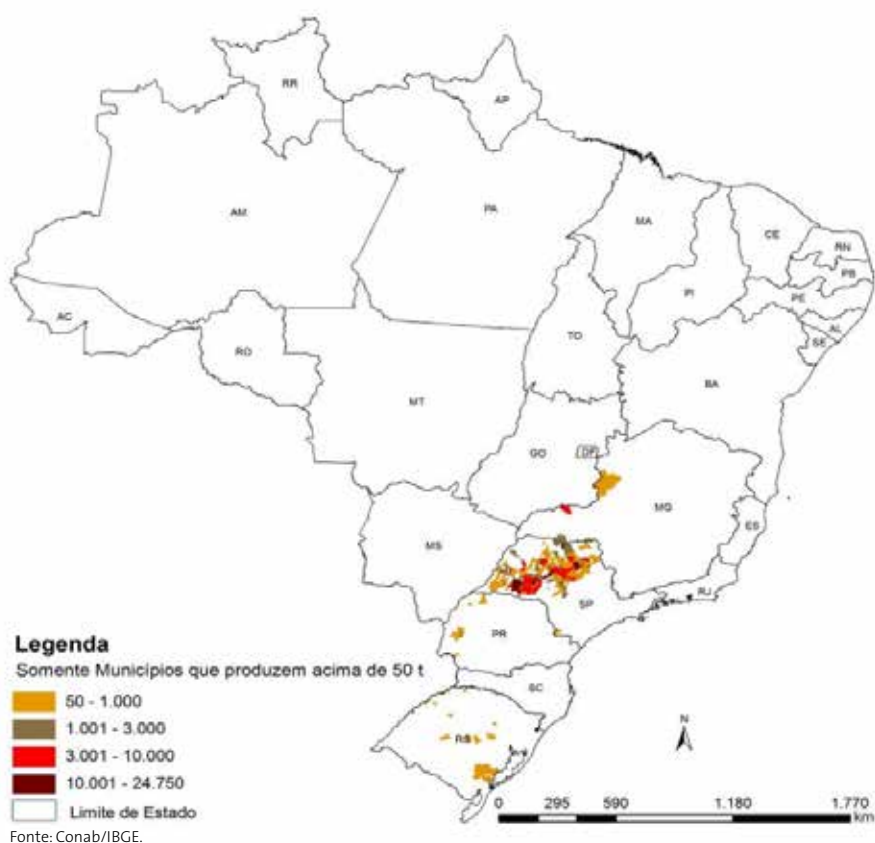 RR
AP
AM
PA
MA
CE
RN
PB
PE
PI
AL
SE
AC
RO
TO
BA
MT
GO
DF
MG
ES
MS
SP
RJ
PR
SC
RS
Legenda
Somente Municípios que produzem acima de 50 t
50 - 1.000
1.001 - 3.000
3.001 - 10.000
10.001 - 24.750
Limite de Estado
N
0 295 590 1.180 1.770
km
Fonte: Conab/IBGE.